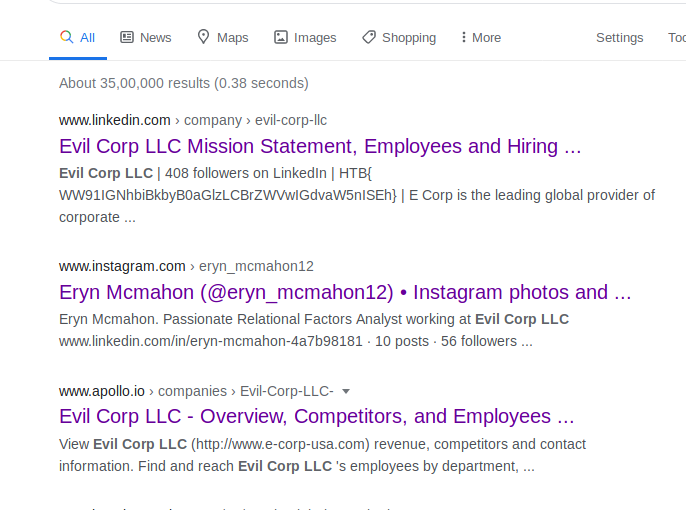 All News Maps Images Shopping More Settings
About 35,00,000 results (0.38 seconds)
www.linkedin.com › company › evil-corp-llc
Evil Corp LLC Mission Statement, Employees and Hiring ...
Evil Corp LLC | 408 followers on LinkedIn | HTB{
WW91IGNhbiBkbyB0aGlzLCBrZWVwIGdvaW5nISEh} | E Corp is the leading global provider of
corporate ...
www.instagram.com › eryn_mcmahon12
Eryn Mcmahon (@eryn_mcmahon12) • Instagram photos and ...
Eryn Mcmahon. Passionate Relational Factors Analyst working at Evil Corp LLC
www.linkedin.com/in/eryn-mcmahon-4a7b98181 · 10 posts · 56 followers ...
www.apollo.io › companies › Evil-Corp-LLC-
Evil Corp LLC - Overview, Competitors, and Employees ...
View Evil Corp LLC (http://www.e-corp-usa.com) revenue, competitors and contact
information. Find and reach Evil Corp LLC 's employees by department, ...